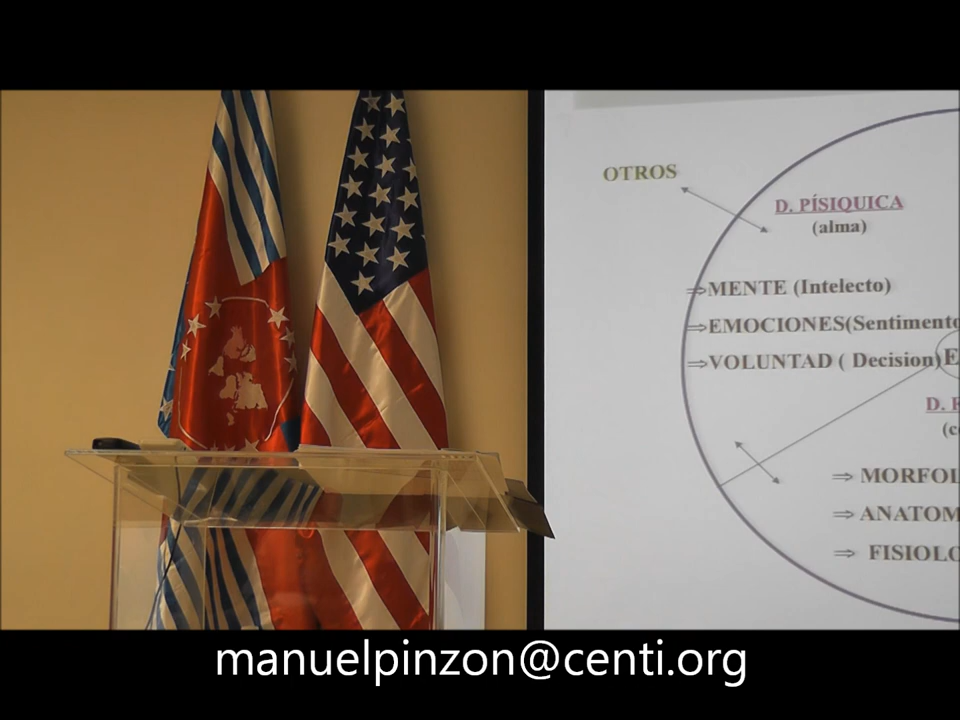 OTROS
D. PÍSIQUICA
(alma)
⇒MENTE (Intelecto)
⇒EMOCIONES(Sentimento
⇒VOLUNTAD ( Decision)
D.
⇒ MORFOL
⇒ ANATOM
⇒ FISIOLO
manuelpinzon@centi.org